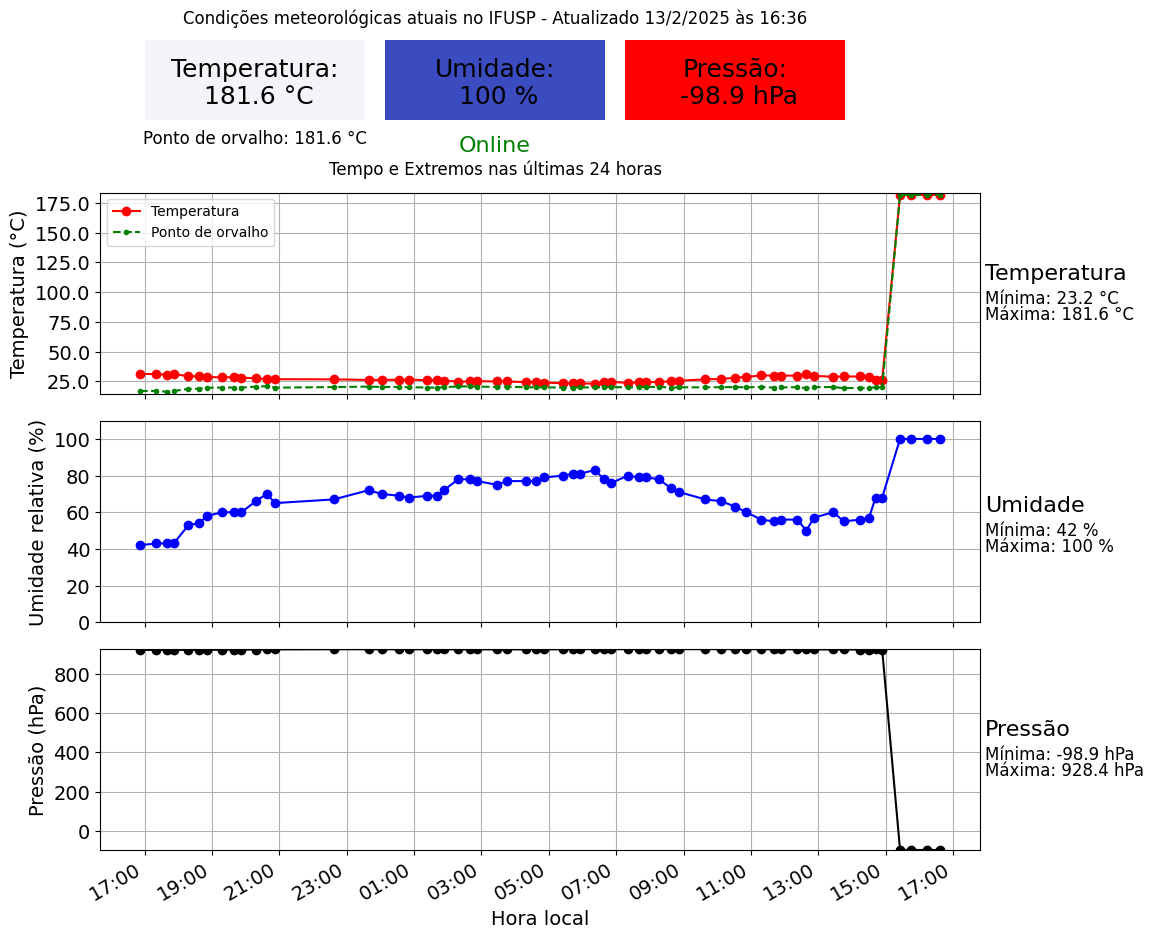 Condições meteorológicas atuais no IFUSP - Atualizado 13/2/2025 às 16:36
Temperatura:
181.6 °C
Umidade:
100 %
Pressão:
-98.9 hPa
Ponto de orvalho: 181.6 °C
Online
Tempo e Extremos nas últimas 24 horas
Temperatura (°C)
175.0
150.0
125.0
100.0
75.0
50.0
25.0
Temperatura
Ponto de orvalho
Temperatura
Mínima: 23.2 °C
Máxima: 181.6 °C
Umidade relativa (%)
100
80
60
40
20
0
Umidade
Mínima: 42 %
Máxima: 100 %
Pressão (hPa)
800
600
400
200
0
Pressão
Mínima: -98.9 hPa
Máxima: 928.4 hPa
17:00 19:00 21:00 23:00 01:00 03:00 05:00 07:00 09:00 11:00 13:00 15:00 17:00
Hora local